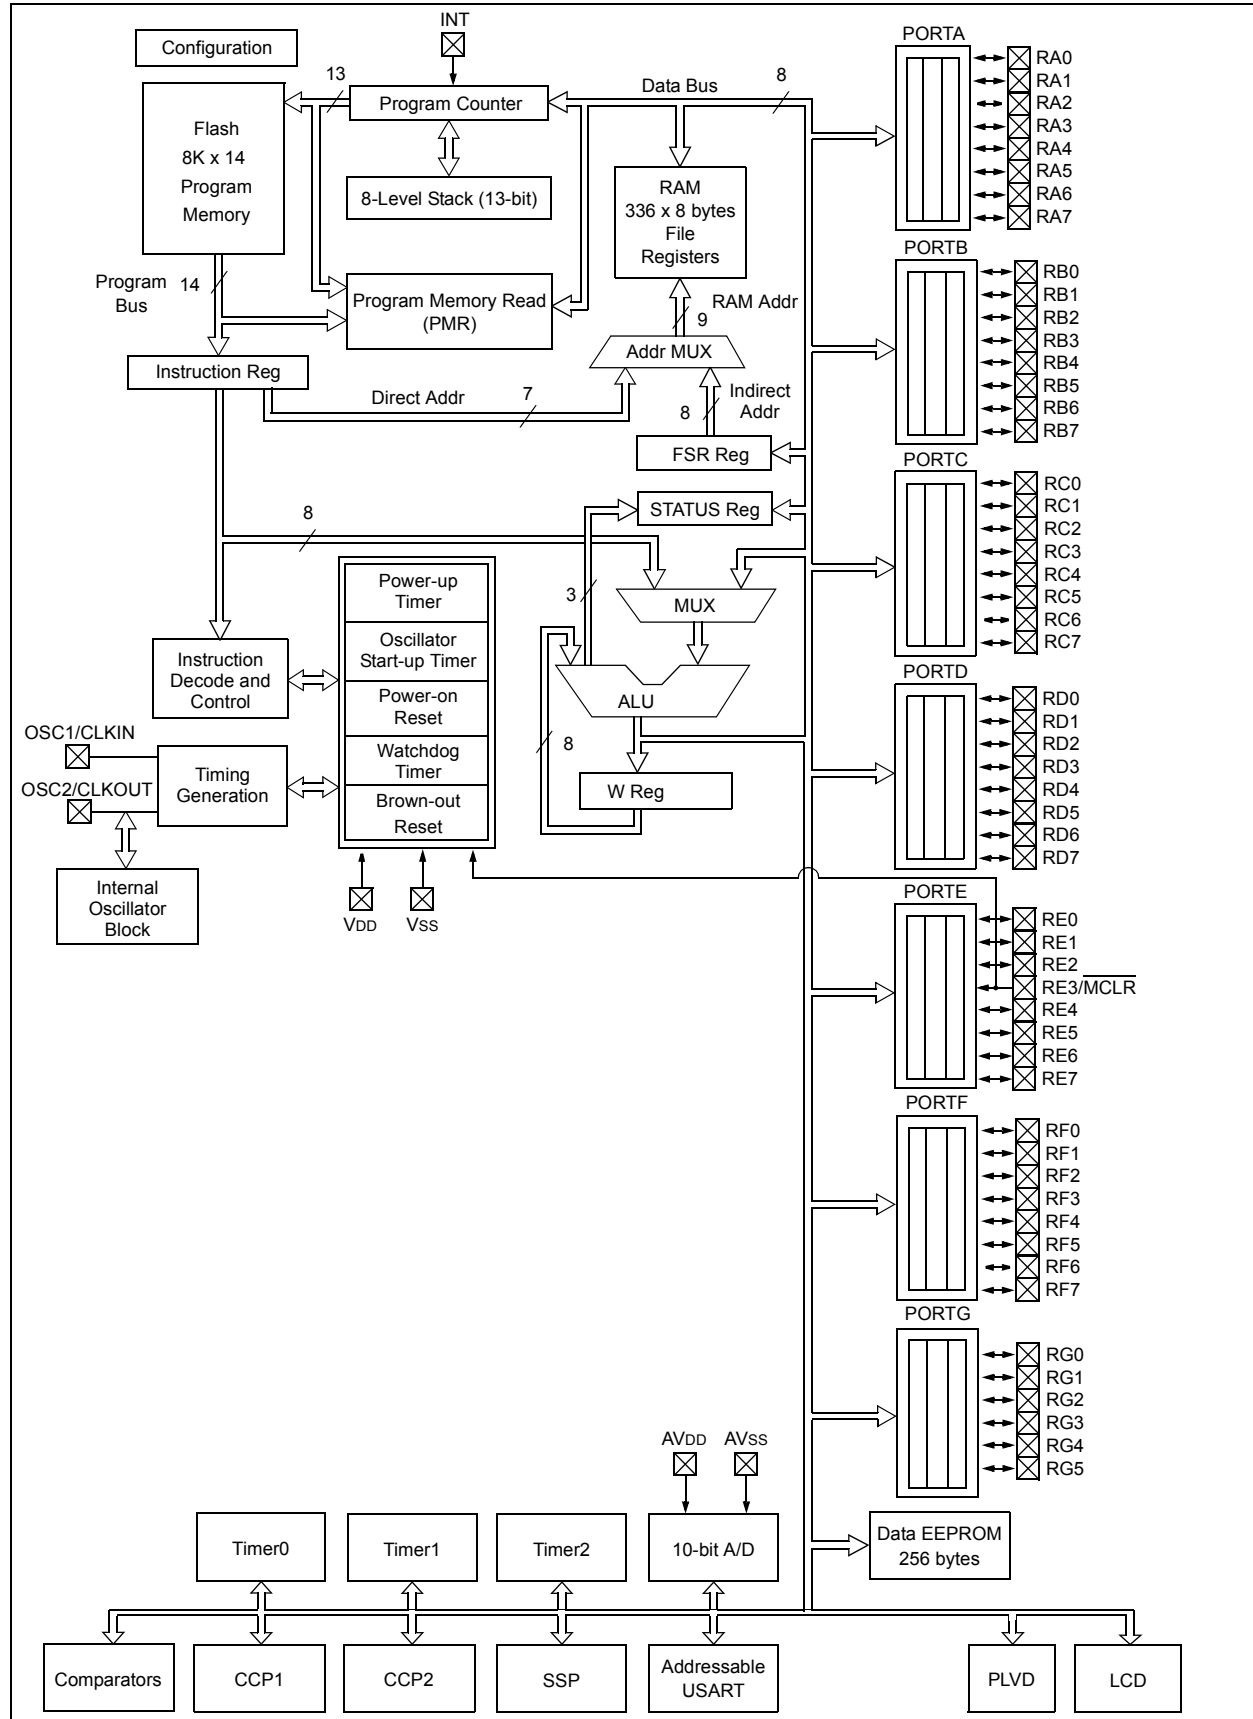 INT
Configuration
13
Program Counter
Data Bus
8
Flash
8K x 14
Program
Memory
8-Level Stack (13-bit)
RAM
336 x 8 bytes
File
Registers
Program
Bus
14
Program Memory Read
(PMR)
RAM Addr
9
Addr MUX
Instruction Reg
Direct Addr
7
Indirect
Addr
8
FSR Reg
STATUS Reg
8
3
MUX
Power-up
Timer
Oscillator
Start-up Timer
Power-on
Reset
Watchdog
Timer
Brown-out
Reset
Instruction
Decode and
Control
ALU
8
W Reg
OSC1/CLKIN
OSC2/CLKOUT
Timing
Generation
Internal
Oscillator
Block
VDD
VSS
PORTA
RA0
RA1
RA2
RA3
RA4
RA5
RA6
RA7
PORTB
RB0
RB1
RB2
RB3
RB4
RB5
RB6
RB7
PORTC
RC0
RC1
RC2
RC3
RC4
RC5
RC6
RC7
PORTD
RD0
RD1
RD2
RD3
RD4
RD5
RD6
RD7
PORTE
RE0
RE1
RE2
RE3/MCLR
RE4
RE5
RE6
RE7
PORTF
RF0
RF1
RF2
RF3
RF4
RF5
RF6
RF7
PORTG
RG0
RG1
RG2
RG3
RG4
RG5
AVDD
AVSS
Timer0
Timer1
Timer2
10-bit A/D
Data EEPROM
256 bytes
Comparators
CCP1
CCP2
SSP
Addressable
USART
PLVD
LCD